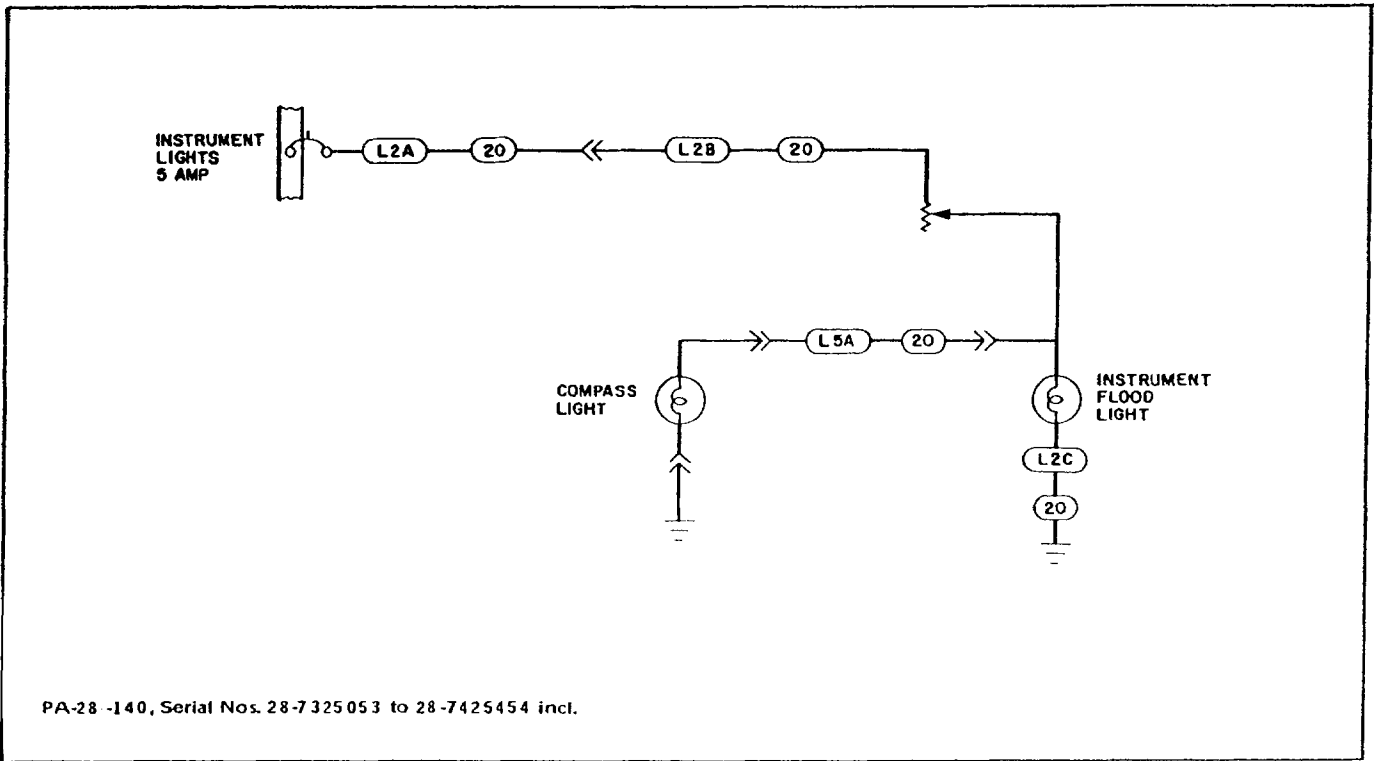 INSTRUMENT
LIGHTS
5 AMP
L2A
20
L2B
20
L5A
20
COMPASS
LIGHT
INSTRUMENT
FLOOD
LIGHT
L2C
20
PA-28-140, Serial Nos. 28-7325053 to 28-7425454 incl.